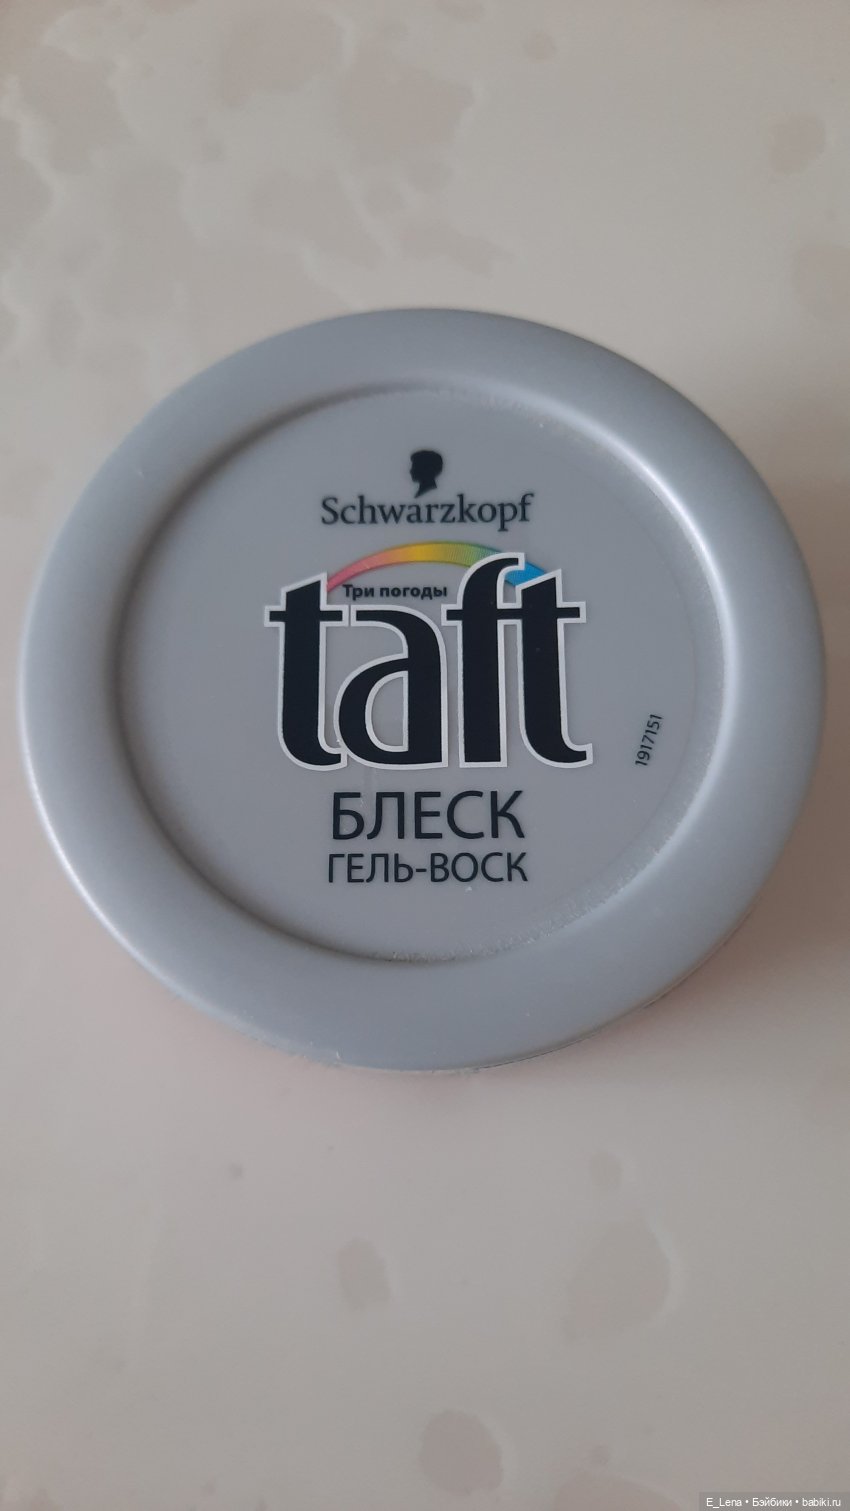 Schwarzkopf
Три погоды
taft
1917151
БЛЕСК
ГЕЛЬ-ВОСК
E_Lena • Бэйбики • babiki.ru